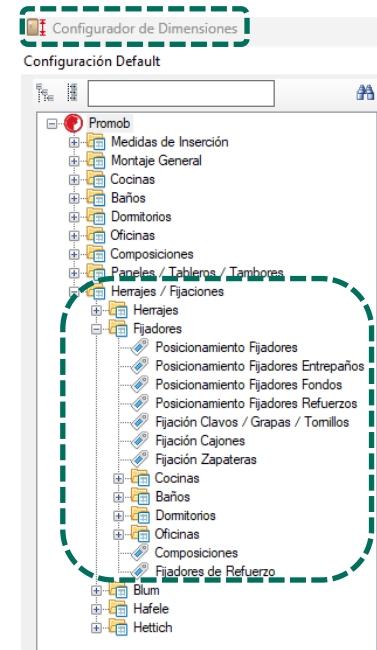 Configurador de Dimensiones
Configuración Default
Promob
Medidas de Inserción
Montaje General
Cocinas
Baños
Dormitorios
Oficinas
Composiciones
Paneles / Tableros / Tambores
Herrajes / Fijaciones
Herrajes
Fijadores
Posicionamiento Fijadores
Posicionamiento Fijadores Entrepaños
Posicionamiento Fijadores Fondos
Posicionamiento Fijadores Refuerzos
Fijación Clavos / Grapas / Tornillos
Fijación Cajones
Fijación Zapateras
Cocinas
Baños
Dormitorios
Oficinas
Composiciones
Fijadores de Refuerzo
Blum
Hafele
Hettich